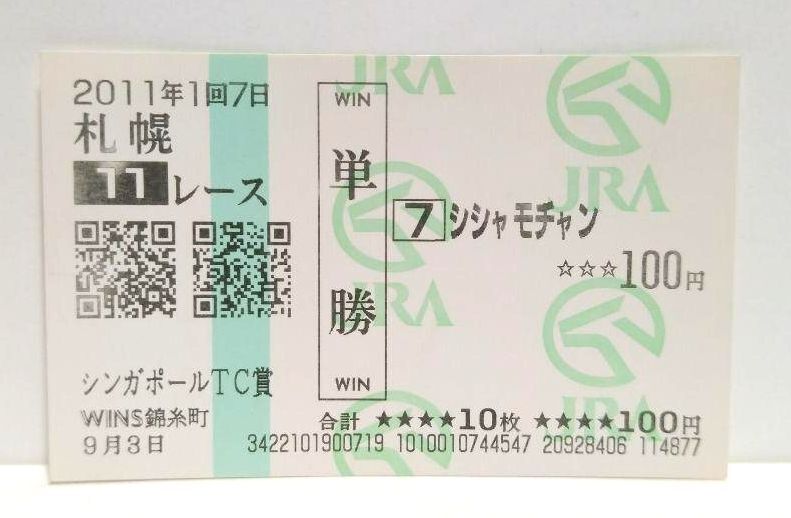 2011年1回7日
札幌
11レース
シンガポールTC賞
WINS錦糸町
9月3日
WIN
単勝
WIN
7 シシャモチャン
☆☆☆100円
合計 ★★★★10枚 ★★★★100円
3422101900719 1010010744547 20928406 114877
JRA
JRA
JRA
JRA